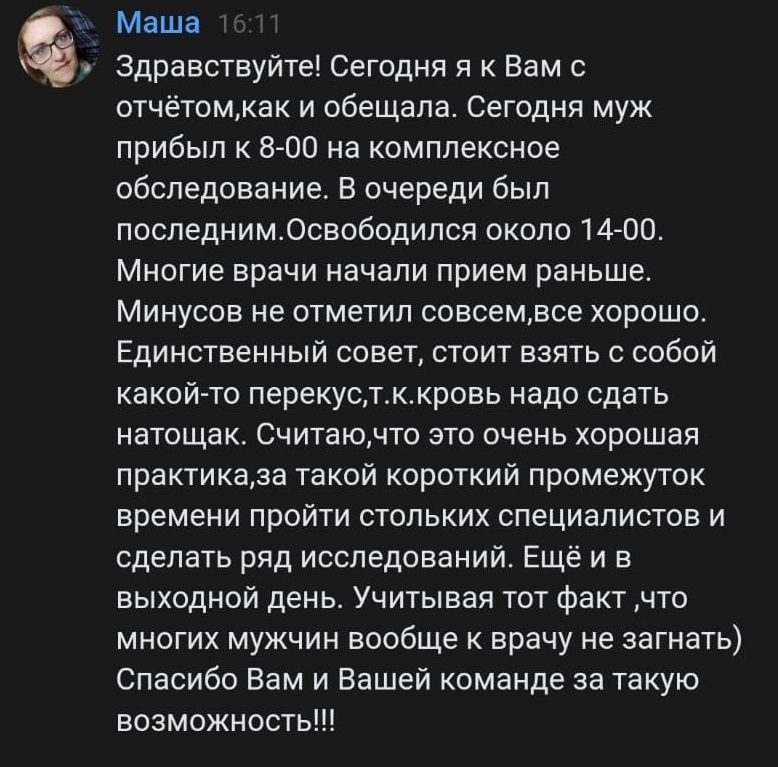 Маша 16:11
Здравствуйте! Сегодня я к Вам с
отчётом,как и обещала. Сегодня муж
прибыл к 8-00 на комплексное
обследование. В очереди был
последним.Освободился около 14-00.
Многие врачи начали прием раньше.
Минусов не отметил совсем,все хорошо.
Единственный совет, стоит взять с собой
какой-то перекус,т.к.кровь надо сдать
натощак. Считаю,что это очень хорошая
практика,за такой короткий промежуток
времени пройти стольких специалистов и
сделать ряд исследований. Ещё и в
выходной день. Учитывая тот факт ,что
многих мужчин вообще к врачу не загнать)
Спасибо Вам и Вашей команде за такую
возможность!!!